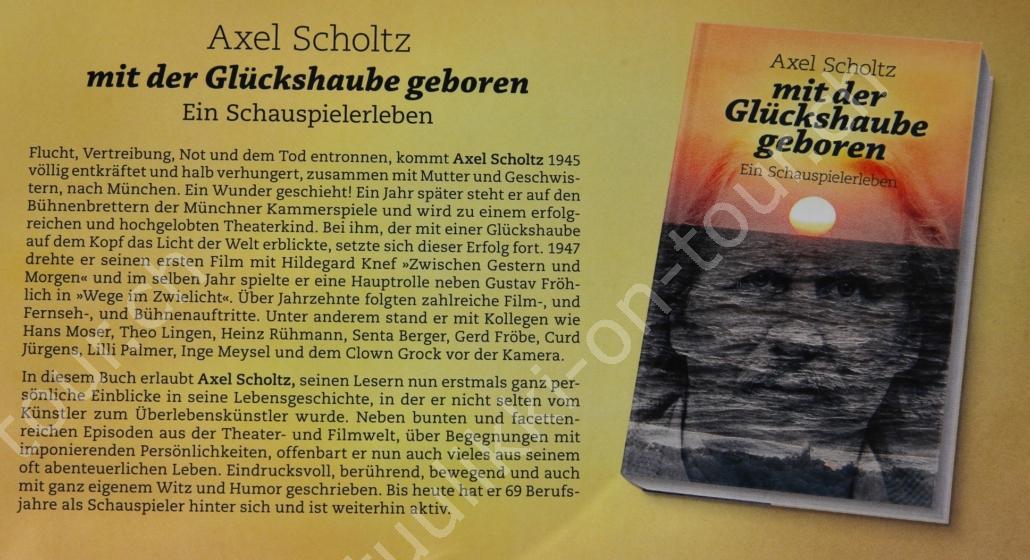 Axel Scholtz
mit der Glückshaube geboren
Ein Schauspielerleben
Flucht, Vertreibung, Not und dem Tod entronnen, kommt Axel Scholtz 1945
völlig entkräftet und halb verhungert, zusammen mit Mutter und Geschwis-
tern, nach München. Ein Wunder geschieht! Ein Jahr später steht er auf den
Bühnenbrettern der Münchner Kammerspiele und wird zu einem erfolg-
reichen und hochgelobten Theaterkind. Bei ihm, der mit einer Glückshaube
auf dem Kopf das Licht der Welt erblickte, setzte sich dieser Erfolg fort. 1947
drehte er seinen ersten Film mit Hildegard Knef »Zwischen Gestern und
Morgen« und im selben Jahr spielte er eine Hauptrolle neben Gustav Fröh-
lich in »Wege im Zwielicht«. Über Jahrzehnte folgten zahlreiche Film-, und
Fernseh-, und Bühnenauftritte. Unter anderem stand er mit Kollegen wie
Hans Moser, Theo Lingen, Heinz Rühmann, Senta Berger, Gerd Fröbe, Curd
Jürgens, Lilli Palmer, Inge Meysel und dem Clown Grock vor der Kamera.
In diesem Buch erlaubt Axel Scholtz, seinen Lesern nun erstmals ganz per-
sönliche Einblicke in seine Lebensgeschichte, in der er nicht selten vom
Künstler zum Überlebenskünstler wurde. Neben bunten und facetten-
reichen Episoden aus der Theater- und Filmwelt, über Begegnungen mit
imponierenden Persönlichkeiten, offenbart er nun auch vieles aus seinem
oft abenteuerlichen Leben. Eindrucksvoll, berührend, bewegend und auch
mit ganz eigenem Witz und Humor geschrieben. Bis heute hat er 69 Berufs-
jahre als Schauspieler hinter sich und ist weiterhin aktiv.
Axel Scholtz
mit der
Glückshaube
geboren
Ein Schauspielerleben
tour.ch
tuulikki-on-tour.ch